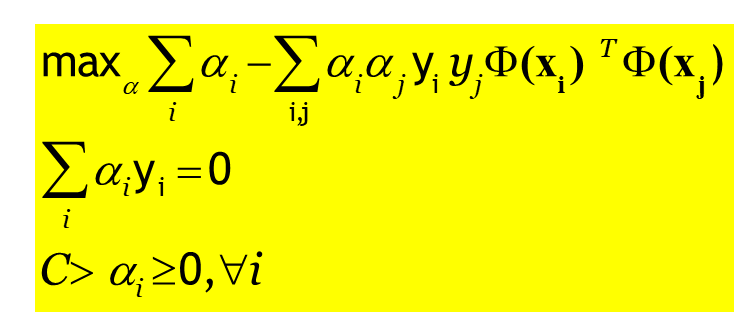 max_α ∑_i α_i − ∑_{i,j} α_i α_j y_i y_j Φ(x_i)^T Φ(x_j)
∑_i α_i y_i = 0
C> α_i ≥0, ∀i